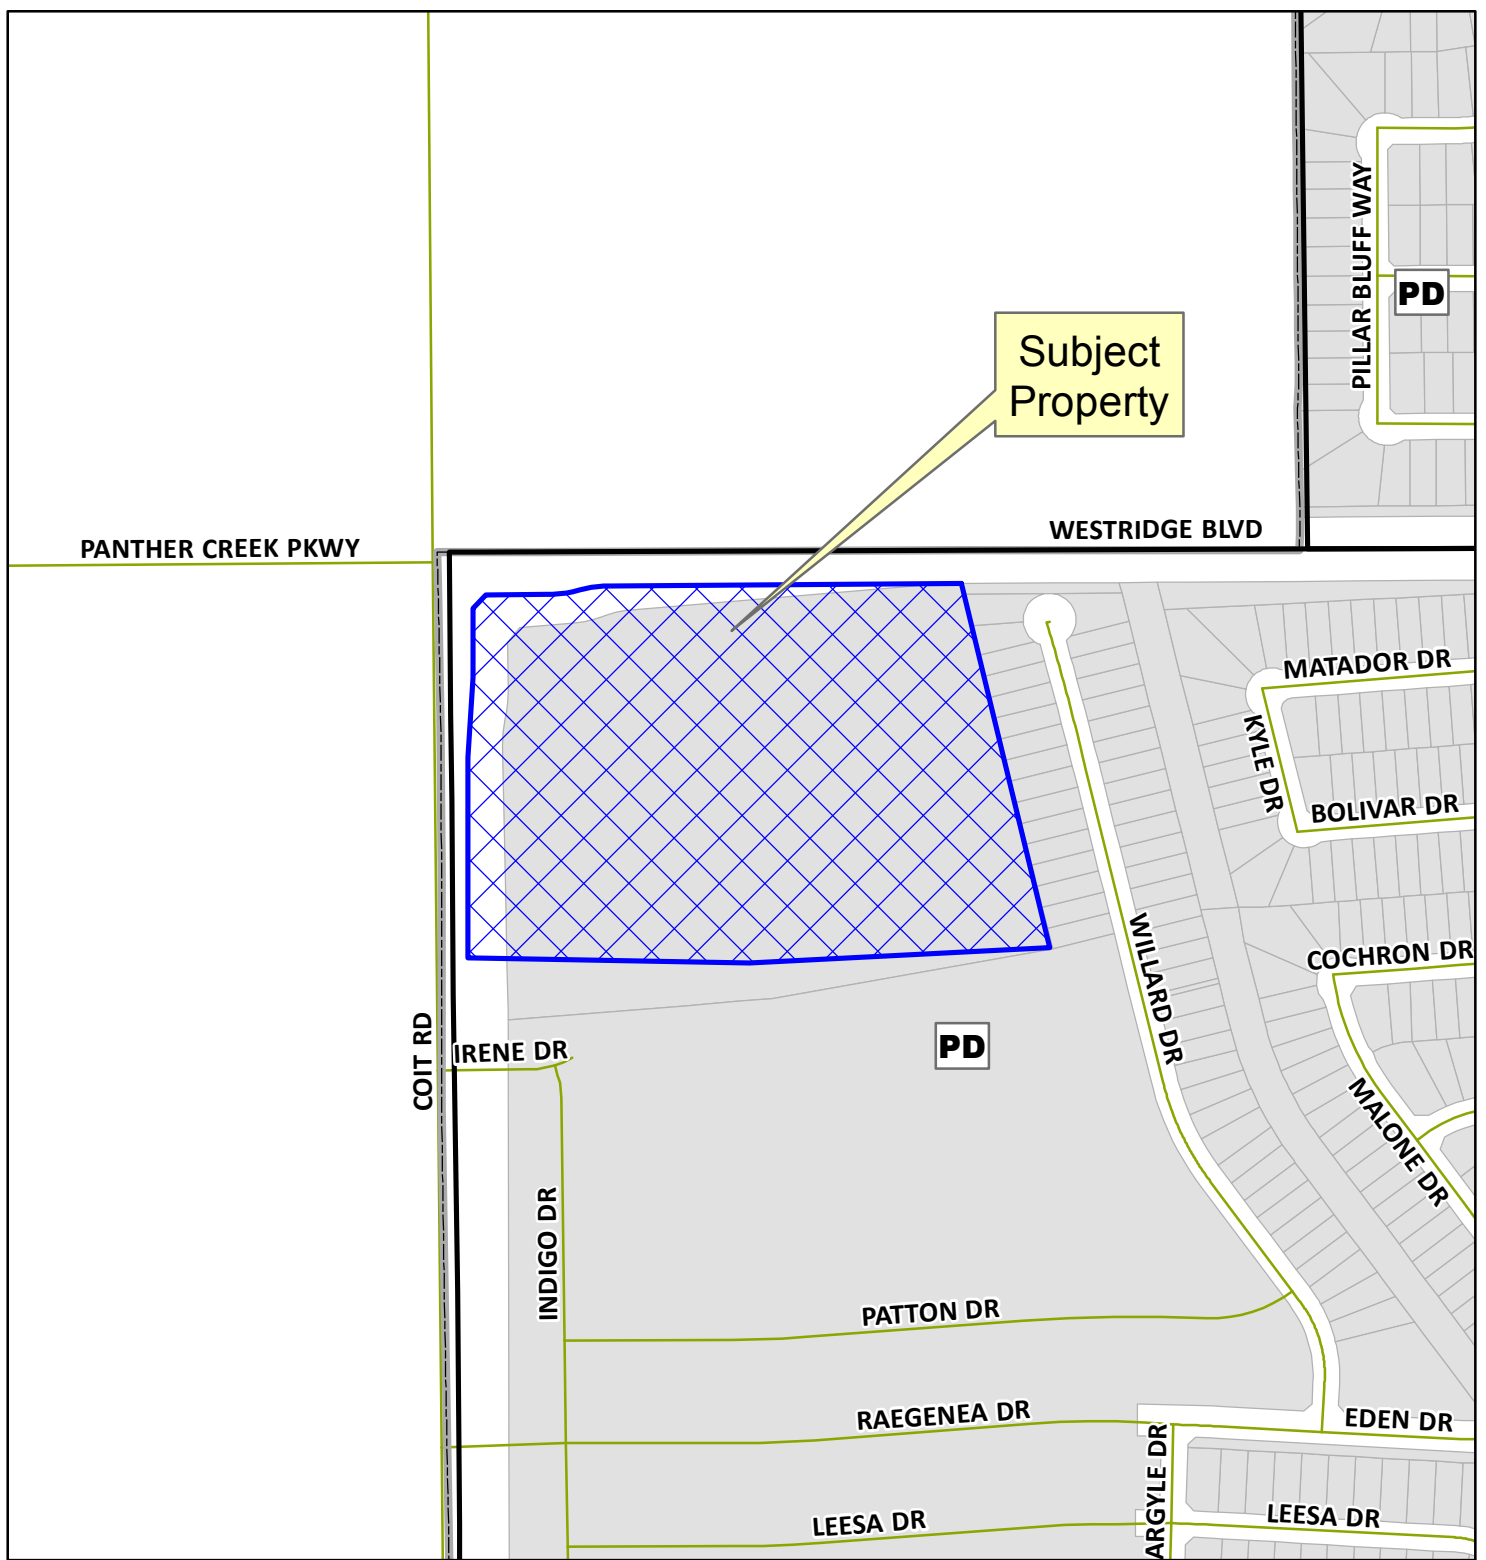 PILLAR BLUFF WAY
PD
Subject
Property
WESTRIDGE BLVD
PANTHER CREEK PKWY
MATADOR DR
KYLE DR
BOLIVAR DR
WILLARD DR
COCHRON DR
COIT RD
IRENE DR
PD
MALONE DR
INDIGO DR
PATTON DR
RAEGENEA DR
EDEN DR
ARGYLE DR
LEESA DR
LEESA DR